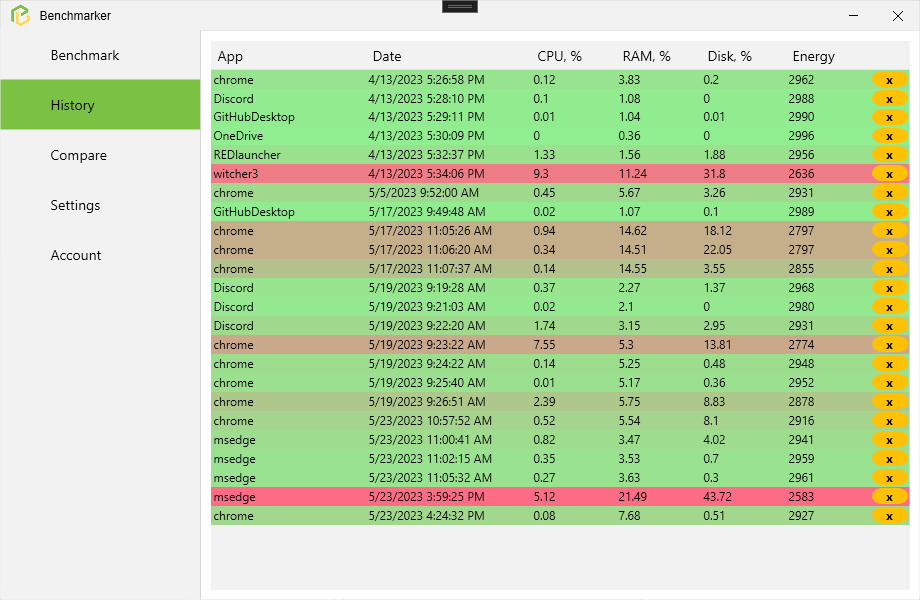 Benchmarker
Benchmark
History
Compare
Settings
Account
App Date CPU, % RAM, % Disk, % Energy
chrome 4/13/2023 5:26:58 PM 0.12 3.83 0.2 2962 x
Discord 4/13/2023 5:28:10 PM 0.1 1.08 0 2988 x
GitHubDesktop 4/13/2023 5:29:11 PM 0.01 1.04 0.01 2990 x
OneDrive 4/13/2023 5:30:09 PM 0 0.36 0 2996 x
REDlauncher 4/13/2023 5:32:37 PM 1.33 1.56 1.88 2956 x
witcher3 4/13/2023 5:34:06 PM 9.3 11.24 31.8 2636 x
chrome 5/5/2023 9:52:00 AM 0.45 5.67 3.26 2931 x
GitHubDesktop 5/17/2023 9:49:48 AM 0.02 1.07 0.1 2989 x
chrome 5/17/2023 11:05:26 AM 0.94 14.62 18.12 2797 x
chrome 5/17/2023 11:06:20 AM 0.34 14.51 22.05 2797 x
chrome 5/17/2023 11:07:37 AM 0.14 14.55 3.55 2855 x
Discord 5/19/2023 9:19:28 AM 0.37 2.27 1.37 2968 x
Discord 5/19/2023 9:21:03 AM 0.02 2.1 0 2980 x
Discord 5/19/2023 9:22:20 AM 1.74 3.15 2.95 2931 x
chrome 5/19/2023 9:23:22 AM 7.55 5.3 13.81 2774 x
chrome 5/19/2023 9:24:22 AM 0.14 5.25 0.48 2948 x
chrome 5/19/2023 9:25:40 AM 0.01 5.17 0.36 2952 x
chrome 5/19/2023 9:26:51 AM 2.39 5.75 8.83 2878 x
chrome 5/23/2023 10:57:52 AM 0.52 5.54 8.1 2916 x
msedge 5/23/2023 11:00:41 AM 0.82 3.47 4.02 2941 x
msedge 5/23/2023 11:02:15 AM 0.35 3.53 0.7 2959 x
msedge 5/23/2023 11:05:32 AM 0.27 3.63 0.3 2961 x
msedge 5/23/2023 3:59:25 PM 5.12 21.49 43.72 2583 x
chrome 5/23/2023 4:24:32 PM 0.08 7.68 0.51 2927 x